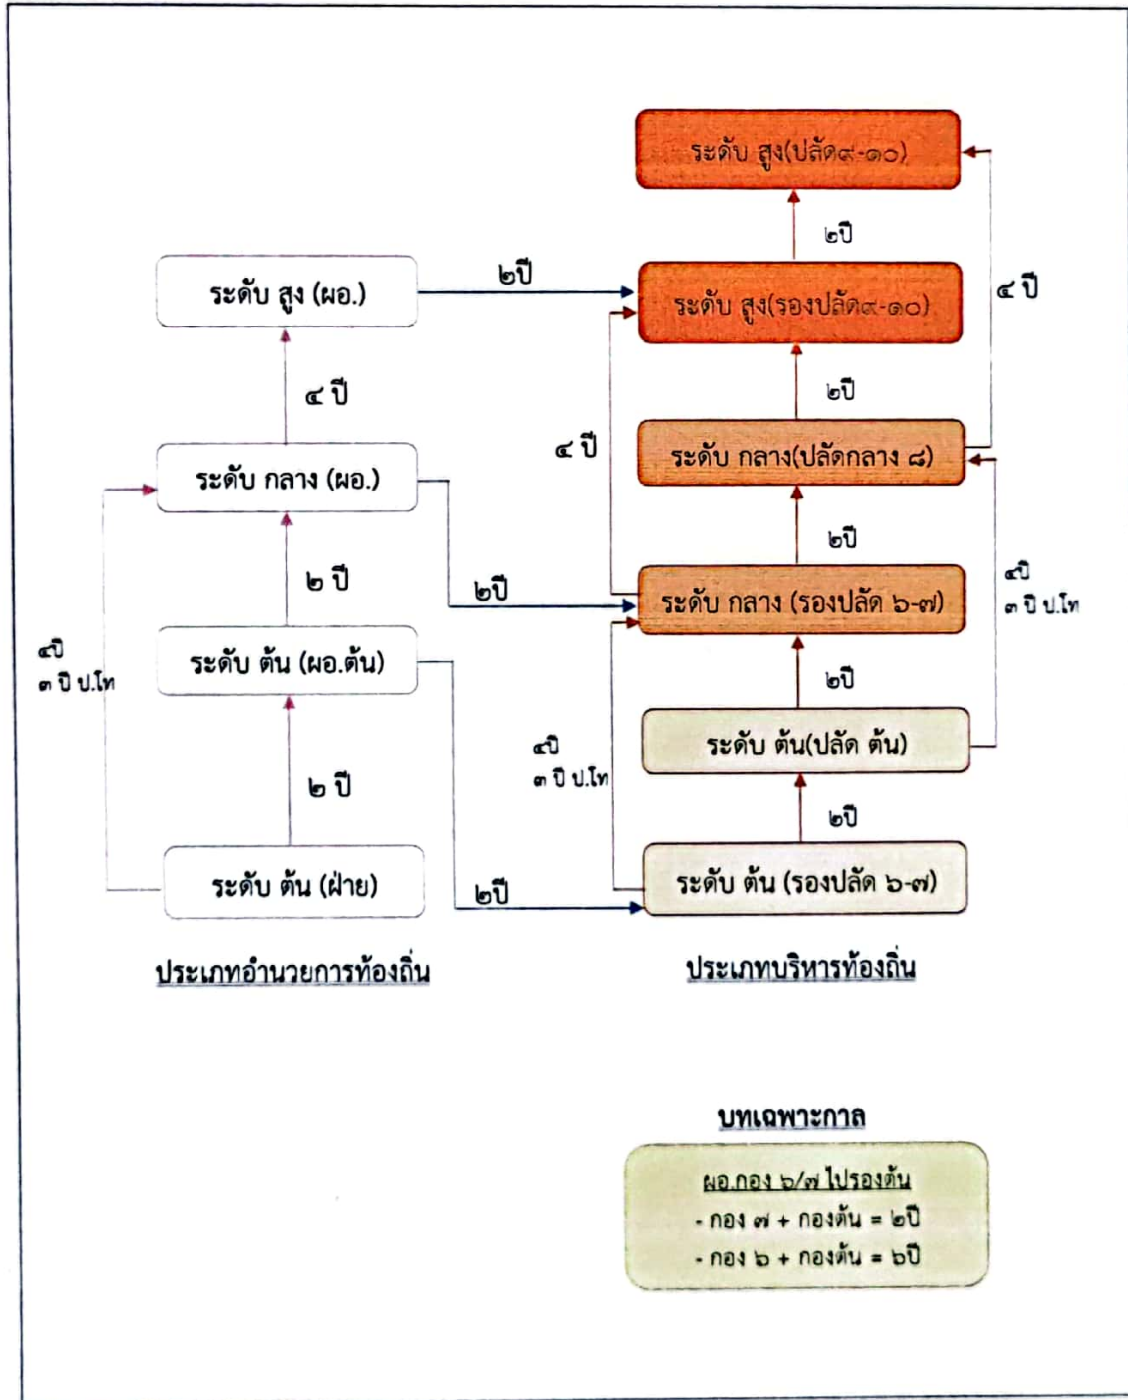 ระดับ สูง(ปลัด๙-๑๐)
๒ปี
๔ ปี
ระดับ สูง (ผอ.)
๒ปี
ระดับ สูง(รองปลัด๙-๑๐)
๔ ปี
๒ปี
๔ ปี
ระดับ กลาง (ผอ.)
ระดับ กลาง(ปลัดกลาง ๘)
๒ ปี
๒ปี
๒ปี
๔ปี
๓ ปี ป.โท
ระดับ กลาง (รองปลัด ๖-๗)
๔ปี
๓ ปี ป.โท
ระดับ ต้น (ผอ.ต้น)
๒ปี
ระดับ ต้น(ปลัด ต้น)
๒ ปี
๔ปี
๓ ปี ป.โท
๒ปี
ระดับ ต้น (ฝ่าย)
๒ปี
ระดับ ต้น (รองปลัด ๖-๗)
ประเภทอำนวยการท้องถิ่น
ประเภทบริหารท้องถิ่น
บทเฉพาะกาล
ผอ.กอง ๖/๗ ไปรองต้น
- กอง ๗ + กองต้น = ๒ปี
- กอง ๖ + กองต้น = ๖ปี